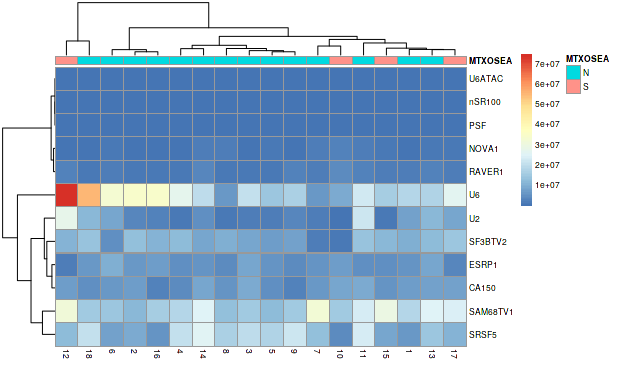 MTXOSEA
MTXOSEA
N
S
7e+07
6e+07
5e+07
4e+07
3e+07
2e+07
1e+07
U6ATAC
nSR100
PSF
NOVA1
RAVER1
U6
U2
SF3BTV2
ESRP1
CA150
SAM68TV1
SRSF5
12 18 6 2 16 4 14 8 3 5 9 7 10 11 15 1 13 17